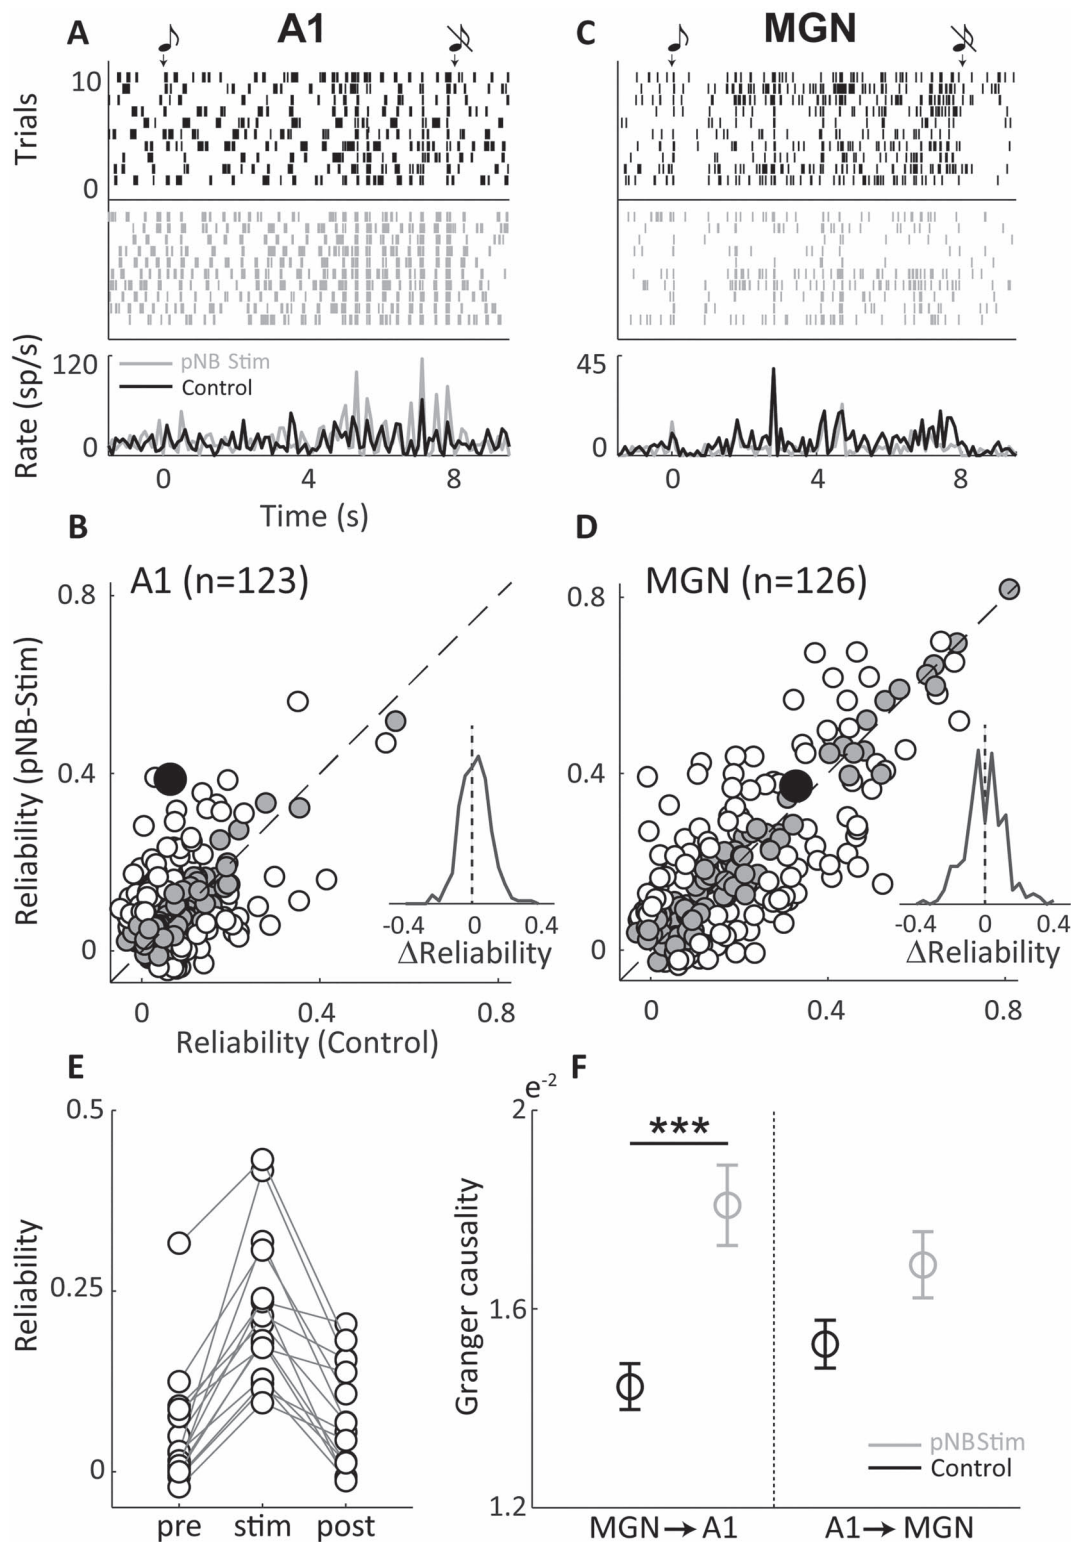 A
A1
C
MGN
Trials
10
0
Rate (sp/s)
120
0
pNB Stim
Control
45
0
0
4
8
0
4
8
Time (s)
B
D
A1 (n=123)
MGN (n=126)
Reliability (pNB-Stim)
0.8
0.4
0
0.8
0.4
0
-0.4
0
0.4
ΔReliability
-0.4
0
0.4
ΔReliability
0
0.4
0.8
0
0.4
0.8
Reliability (Control)
E
F
Reliability
0.5
0.25
0
pre
stim
post
e-2
Granger causality
2
1.6
1.2
***
pNBStim
Control
MGN→A1
A1→MGN